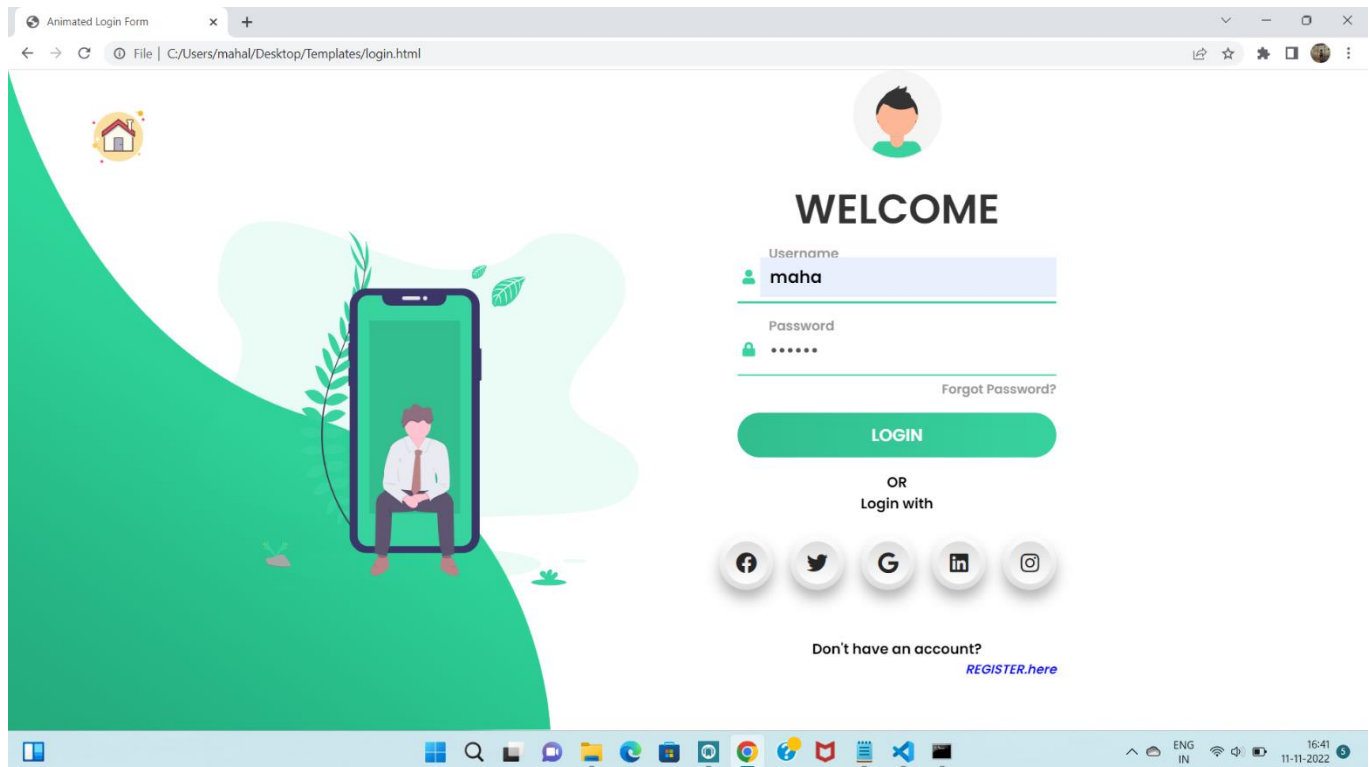 Animated Login Form
File | C:/Users/mahal/Desktop/Templates/login.html
WELCOME
Username
maha
Password
••••••
Forgot Password?
LOGIN
OR
Login with
Don't have an account?
REGISTER.here
ENG
IN
16:41
11-11-2022
5